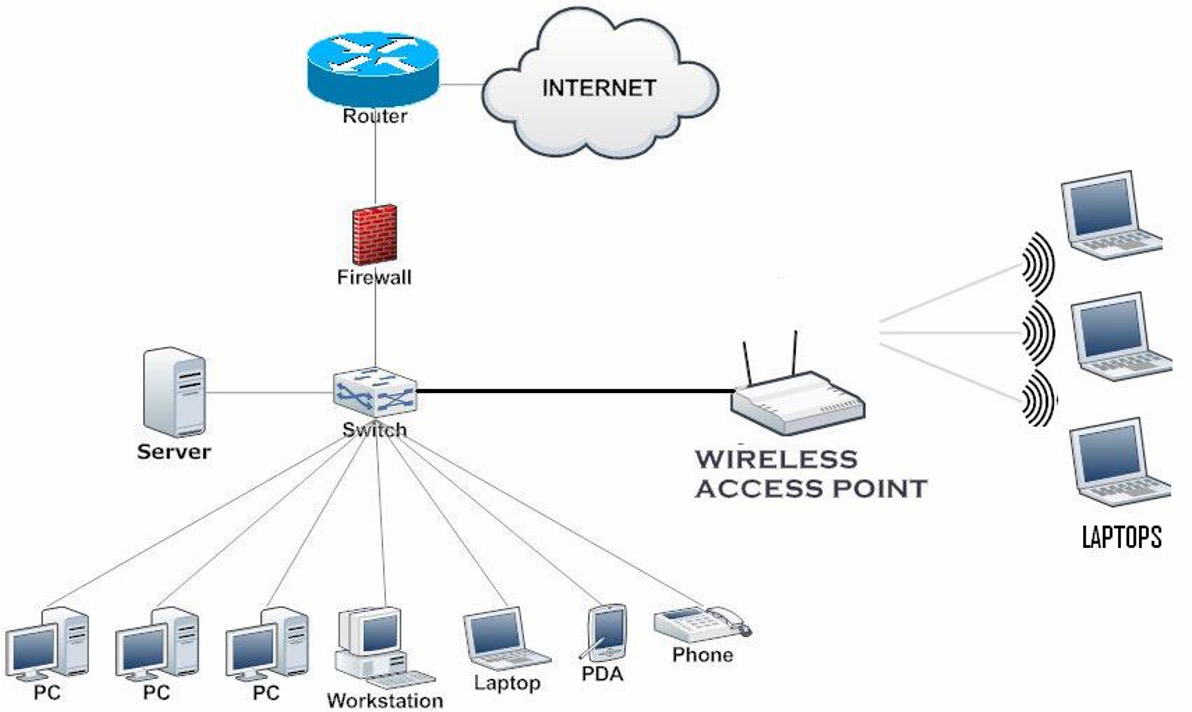 INTERNET
Router
Firewall
Switch
Server
WIRELESS
ACCESS POINT
LAPTOPS
PC
PC
PC
Workstation
Laptop
PDA
Phone